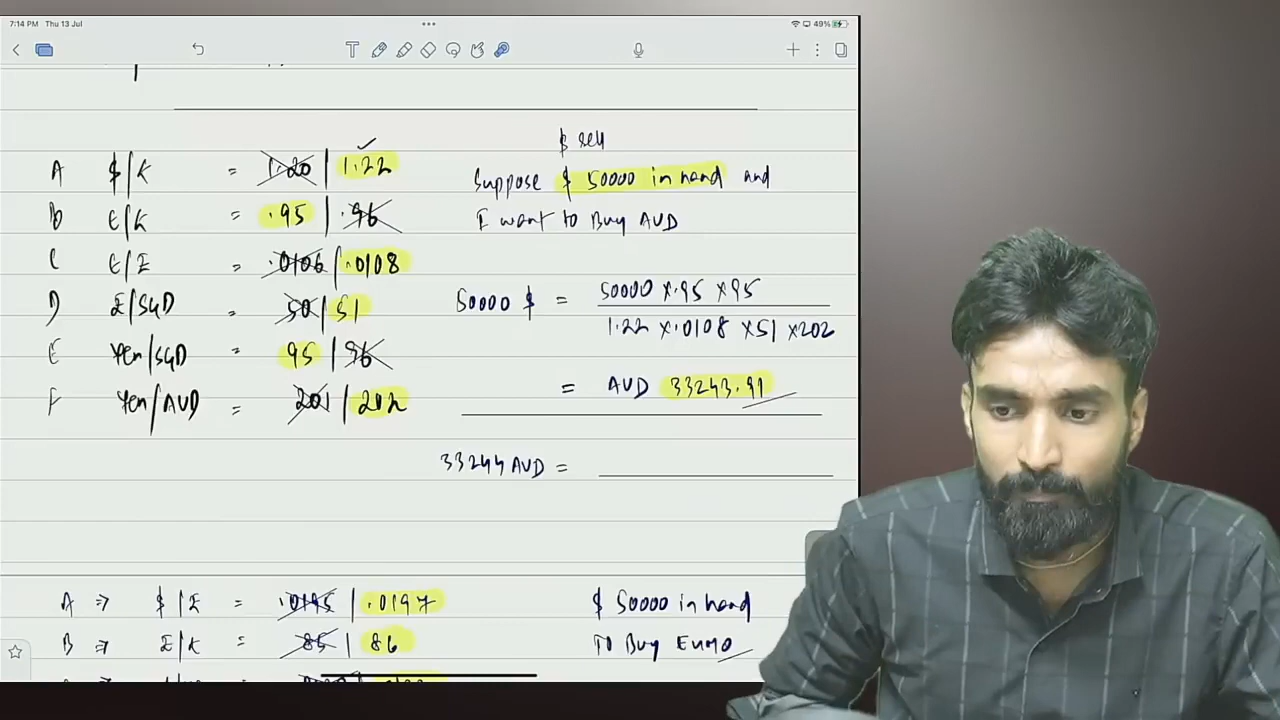 7:14 PM Thu 13 Jul
49%
$ sell
A $/K = 1.20 | 1.22
Suppose $ 50000 in hand and
B €/K = .95 | .96
I want to Buy AUD
C €/I = .0106 | .0108
D I/SGD = 50 | 51
50000 $ = 50000 x .95 x 95
1.22 x .0108 x 51 x 202
E Yen/SGD = 95 | 96
= AUD 33243.91
F Yen/AUD = 201 | 202
33244 AUD =
A ⇒ $ | I = .0195 | .0197
$ 50000 in hand
B ⇒ I/K = 85 | 86
To Buy EURO